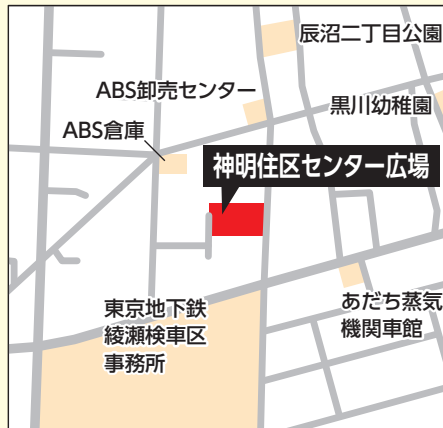 辰沼二丁目公園
ABS卸売センター
黒川幼稚園
ABS倉庫
神明住区センター広場
東京地下鉄
綾瀬検車区
事務所
あだち蒸気
機関車館